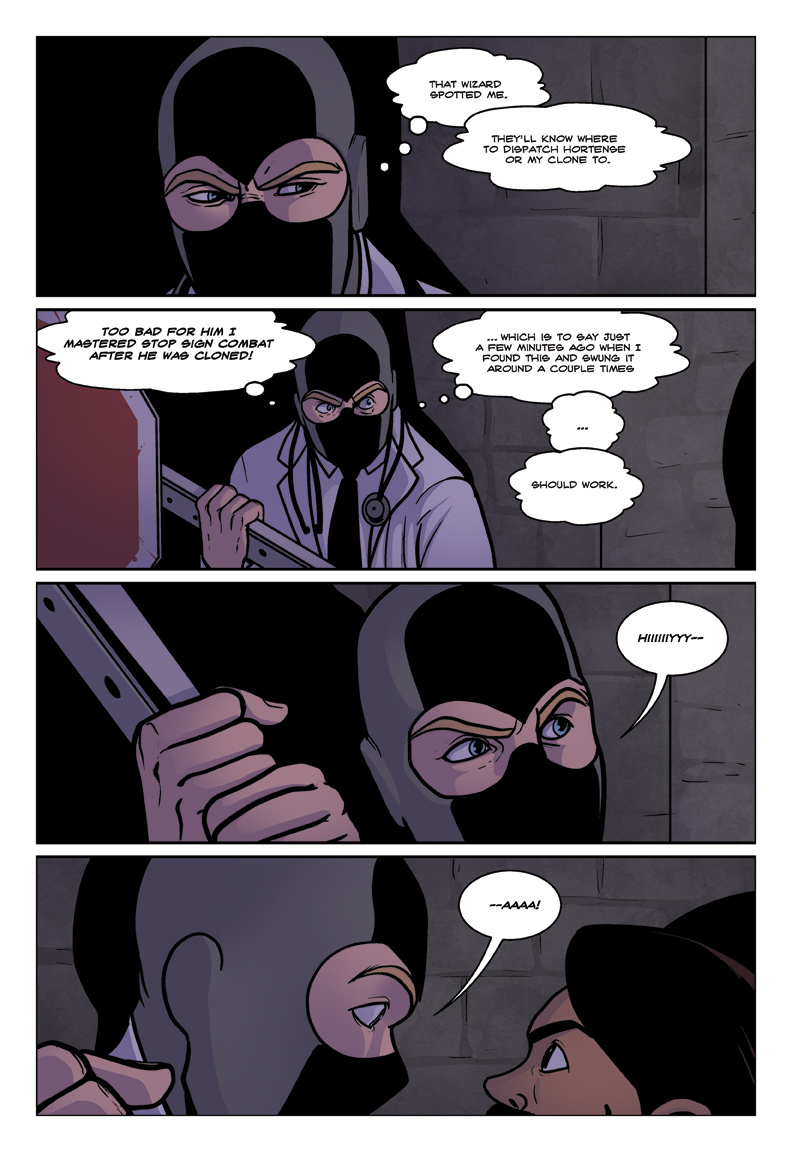 THAT WIZARD
SPOTTED ME.
THEY'LL KNOW WHERE
TO DISPATCH HORTENSE
OR MY CLONE TO.
TOO BAD FOR HIM I
MASTERED STOP SIGN COMBAT
AFTER HE WAS CLONED!
... WHICH IS TO SAY JUST
A FEW MINUTES AGO WHEN I
FOUND THIS AND SWUNG IT
AROUND A COUPLE TIMES
...
SHOULD WORK.
HIIIIIIYYY--
--AAAA!